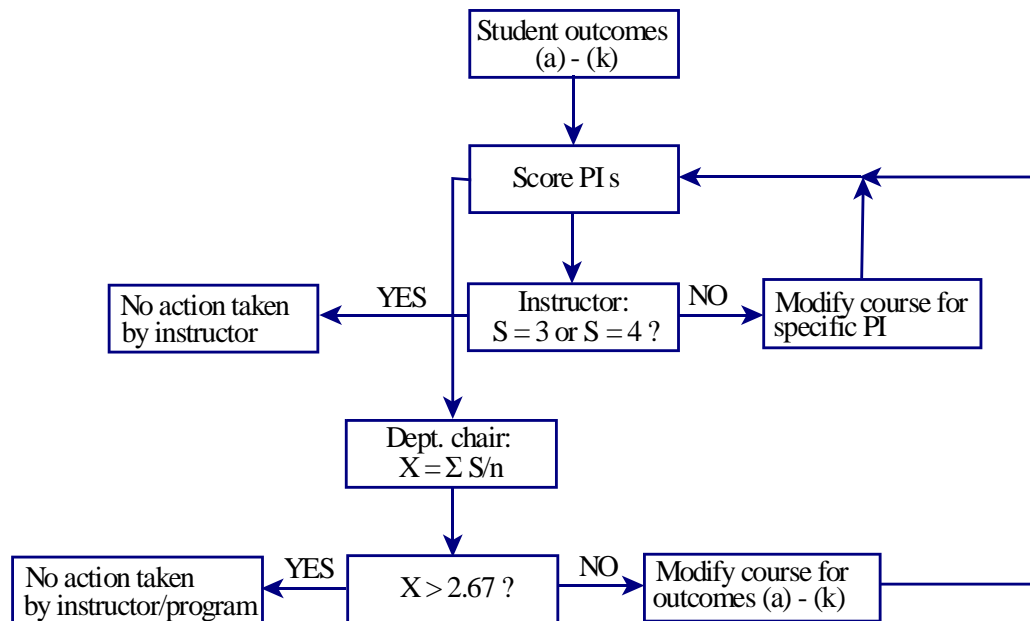 Student outcomes
(a) - (k)
Score PI s
YES
NO
No action taken
by instructor
Instructor:
S = 3 or S = 4 ?
Modify course for
specific PI
Dept. chair:
X = Σ S/n
YES
NO
No action taken
by instructor/program
X > 2.67 ?
Modify course for
outcomes (a) - (k)